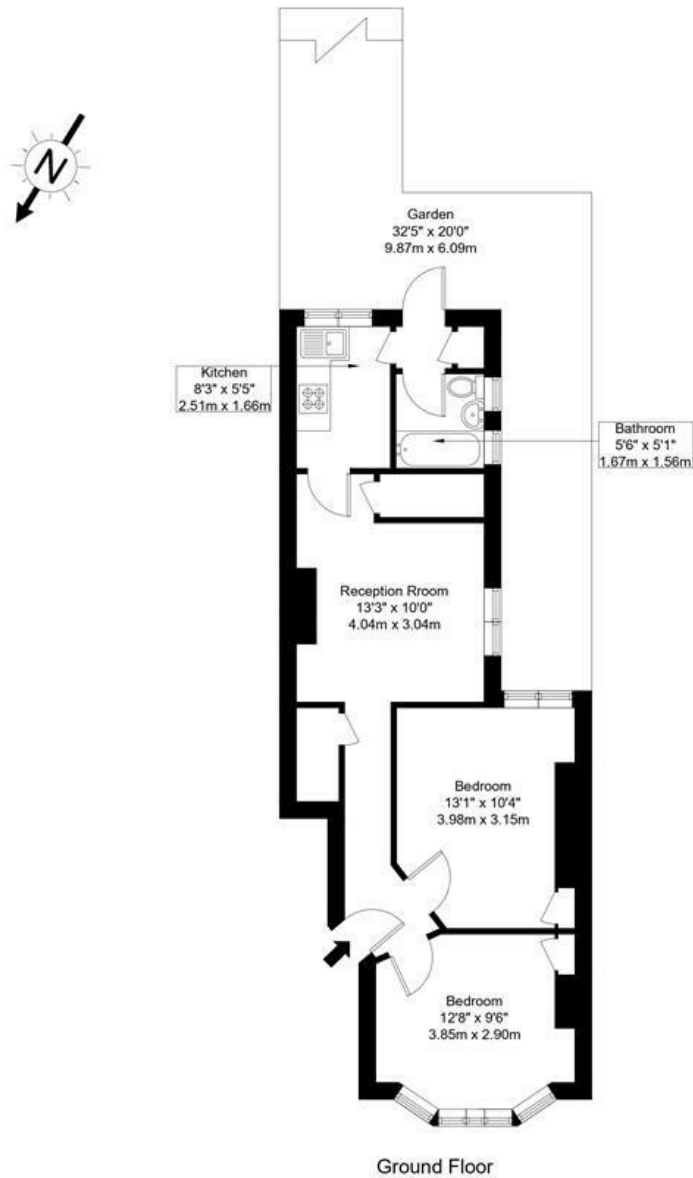 N
Garden
32'5" x 20'0"
9.87m x 6.09m
Kitchen
8'3" x 5'5"
2.51m x 1.66m
Bathroom
5'6" x 5'1"
1.67m x 1.56m
Reception Rroom
13'3" x 10'0"
4.04m x 3.04m
Bedroom
13'1" x 10'4"
3.98m x 3.15m
Bedroom
12'8" x 9'6"
3.85m x 2.90m
Ground Floor